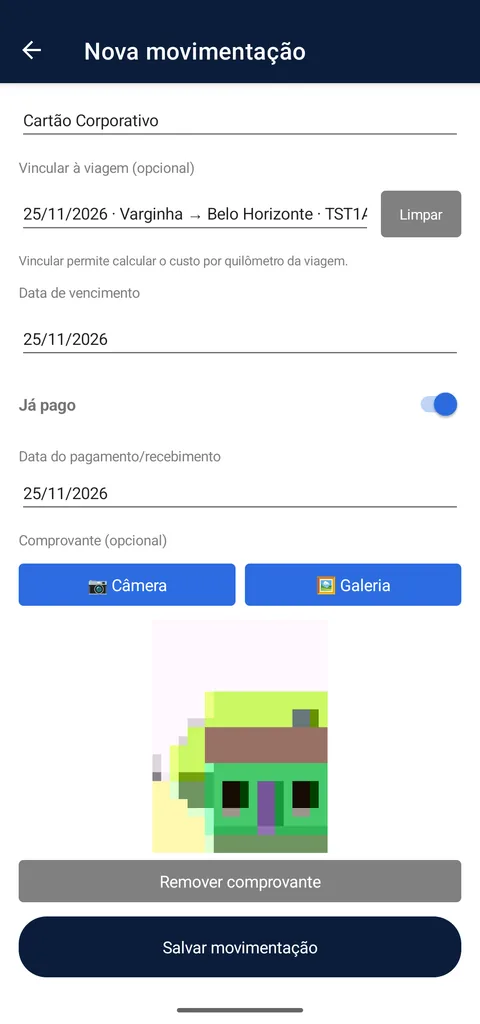 Nova movimentação
Cartão Corporativo
Vincular à viagem (opcional)
25/11/2026 · Varginha → Belo Horizonte · TST1A
Limpar
Vincular permite calcular o custo por quilômetro da viagem.
Data de vencimento
25/11/2026
Já pago
Data do pagamento/recebimento
25/11/2026
Comprovante (opcional)
📷 Câmera
🖼️ Galeria
Remover comprovante
Salvar movimentação